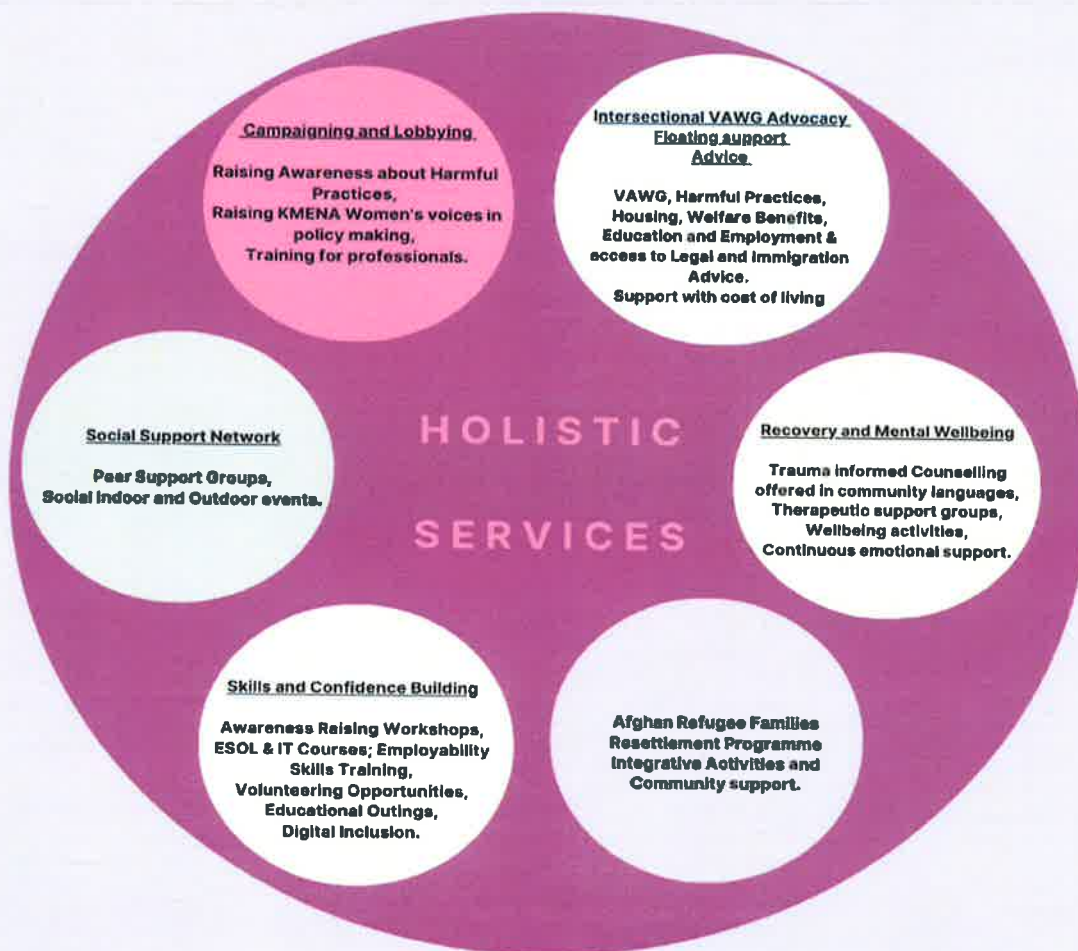 Campaigning and Lobbying
Raising Awareness about Harmful
Practices,
Raising KMENA Women's voices in
policy making,
Training for professionals.
Intersectional VAWG Advocacy
Floating support
Advice
VAWG, Harmful Practices,
Housing, Welfare Benefits,
Education and Employment &
access to Legal and Immigration
Advice.
Support with cost of living
Social Support Network
Peer Support Groups,
Social Indoor and Outdoor events.
HOLISTIC
SERVICES
Recovery and Mental Wellbeing
Trauma informed Counselling
offered in community languages,
Therapeutic support groups,
Wellbeing activities,
Continuous emotional support.
Skills and Confidence Building
Awareness Raising Workshops,
ESOL & IT Courses; Employability
Skills Training,
Volunteering Opportunities,
Educational Outings,
Digital Inclusion.
Afghan Refugee Families
Resettlement Programme
Integrative Activities and
Community support.